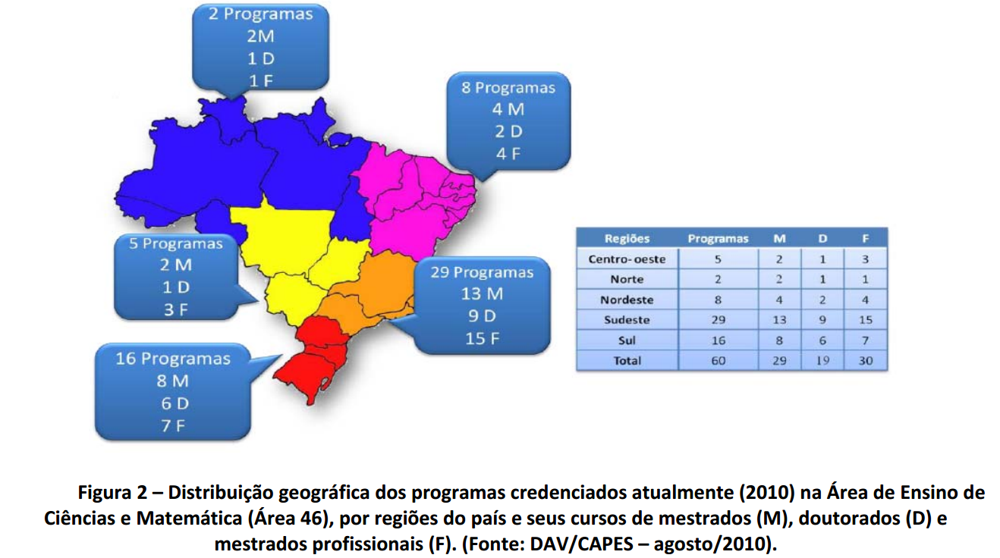 2 Programas
2M
1 D
1 F
8 Programas
4 M
2 D
4 F
5 Programas
2 M
1 D
3 F
29 Programas
13 M
9 D
15 F
16 Programas
8 M
6 D
7 F
Regiões Programas M D F
Centro-oeste 5 2 1 3
Norte 2 2 1 1
Nordeste 8 4 2 4
Sudeste 29 13 9 15
Sul 16 8 6 7
Total 60 29 19 30
Figura 2 – Distribuição geográfica dos programas credenciados atualmente (2010) na Área de Ensino de
Ciências e Matemática (Área 46), por regiões do país e seus cursos de mestrados (M), doutorados (D) e
mestrados profissionais (F). (Fonte: DAV/CAPES – agosto/2010).